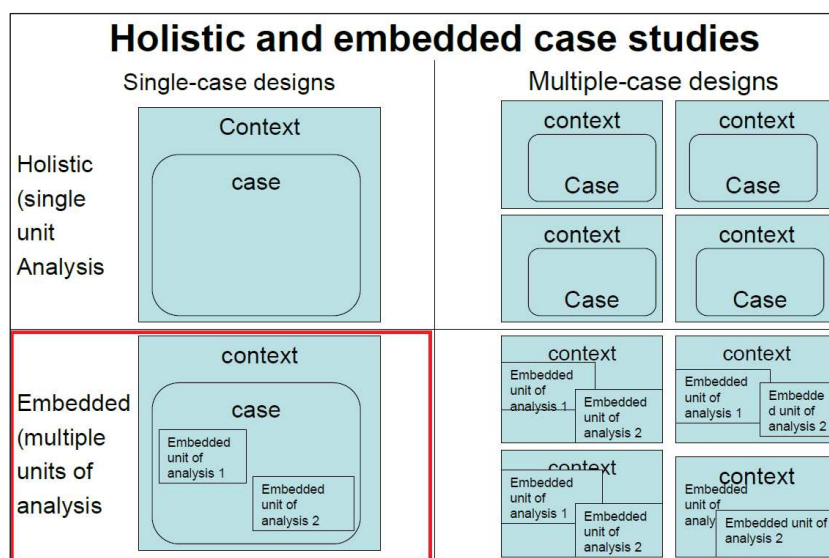 Holistic and embedded case studies
Single-case designs
Multiple-case designs
Holistic
(single
unit
Analysis
Context
case
context
Case
context
Case
context
Case
context
Case
Embedded
(multiple
units of
analysis
context
case
Embedded
unit of
analysis 1
Embedded
unit of
analysis 2
context
Embedded
unit of
analysis 1
Embedded
unit of
analysis 2
context
Embedded
unit of
analysis 1
Embedde
d unit of
analysis 2
context
Embedded
unit of
analysis 1
Embedded
unit of
analysis 2
context
Embedded
unit of
analy
Embedded unit of
analysis 2